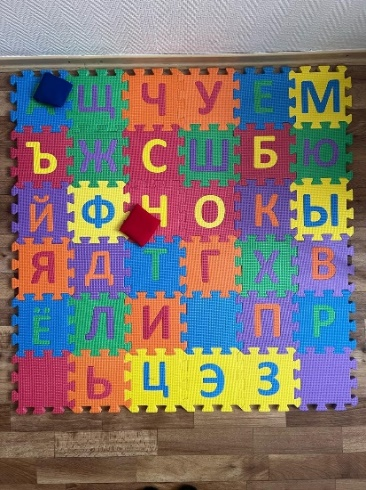 Щ Ч У Е М
Ъ Ж С Ш Б Ю
Й Ф Н О К Ы
Я Д Т Г Х В
Ё Л И П Р
Ь Ц Э З